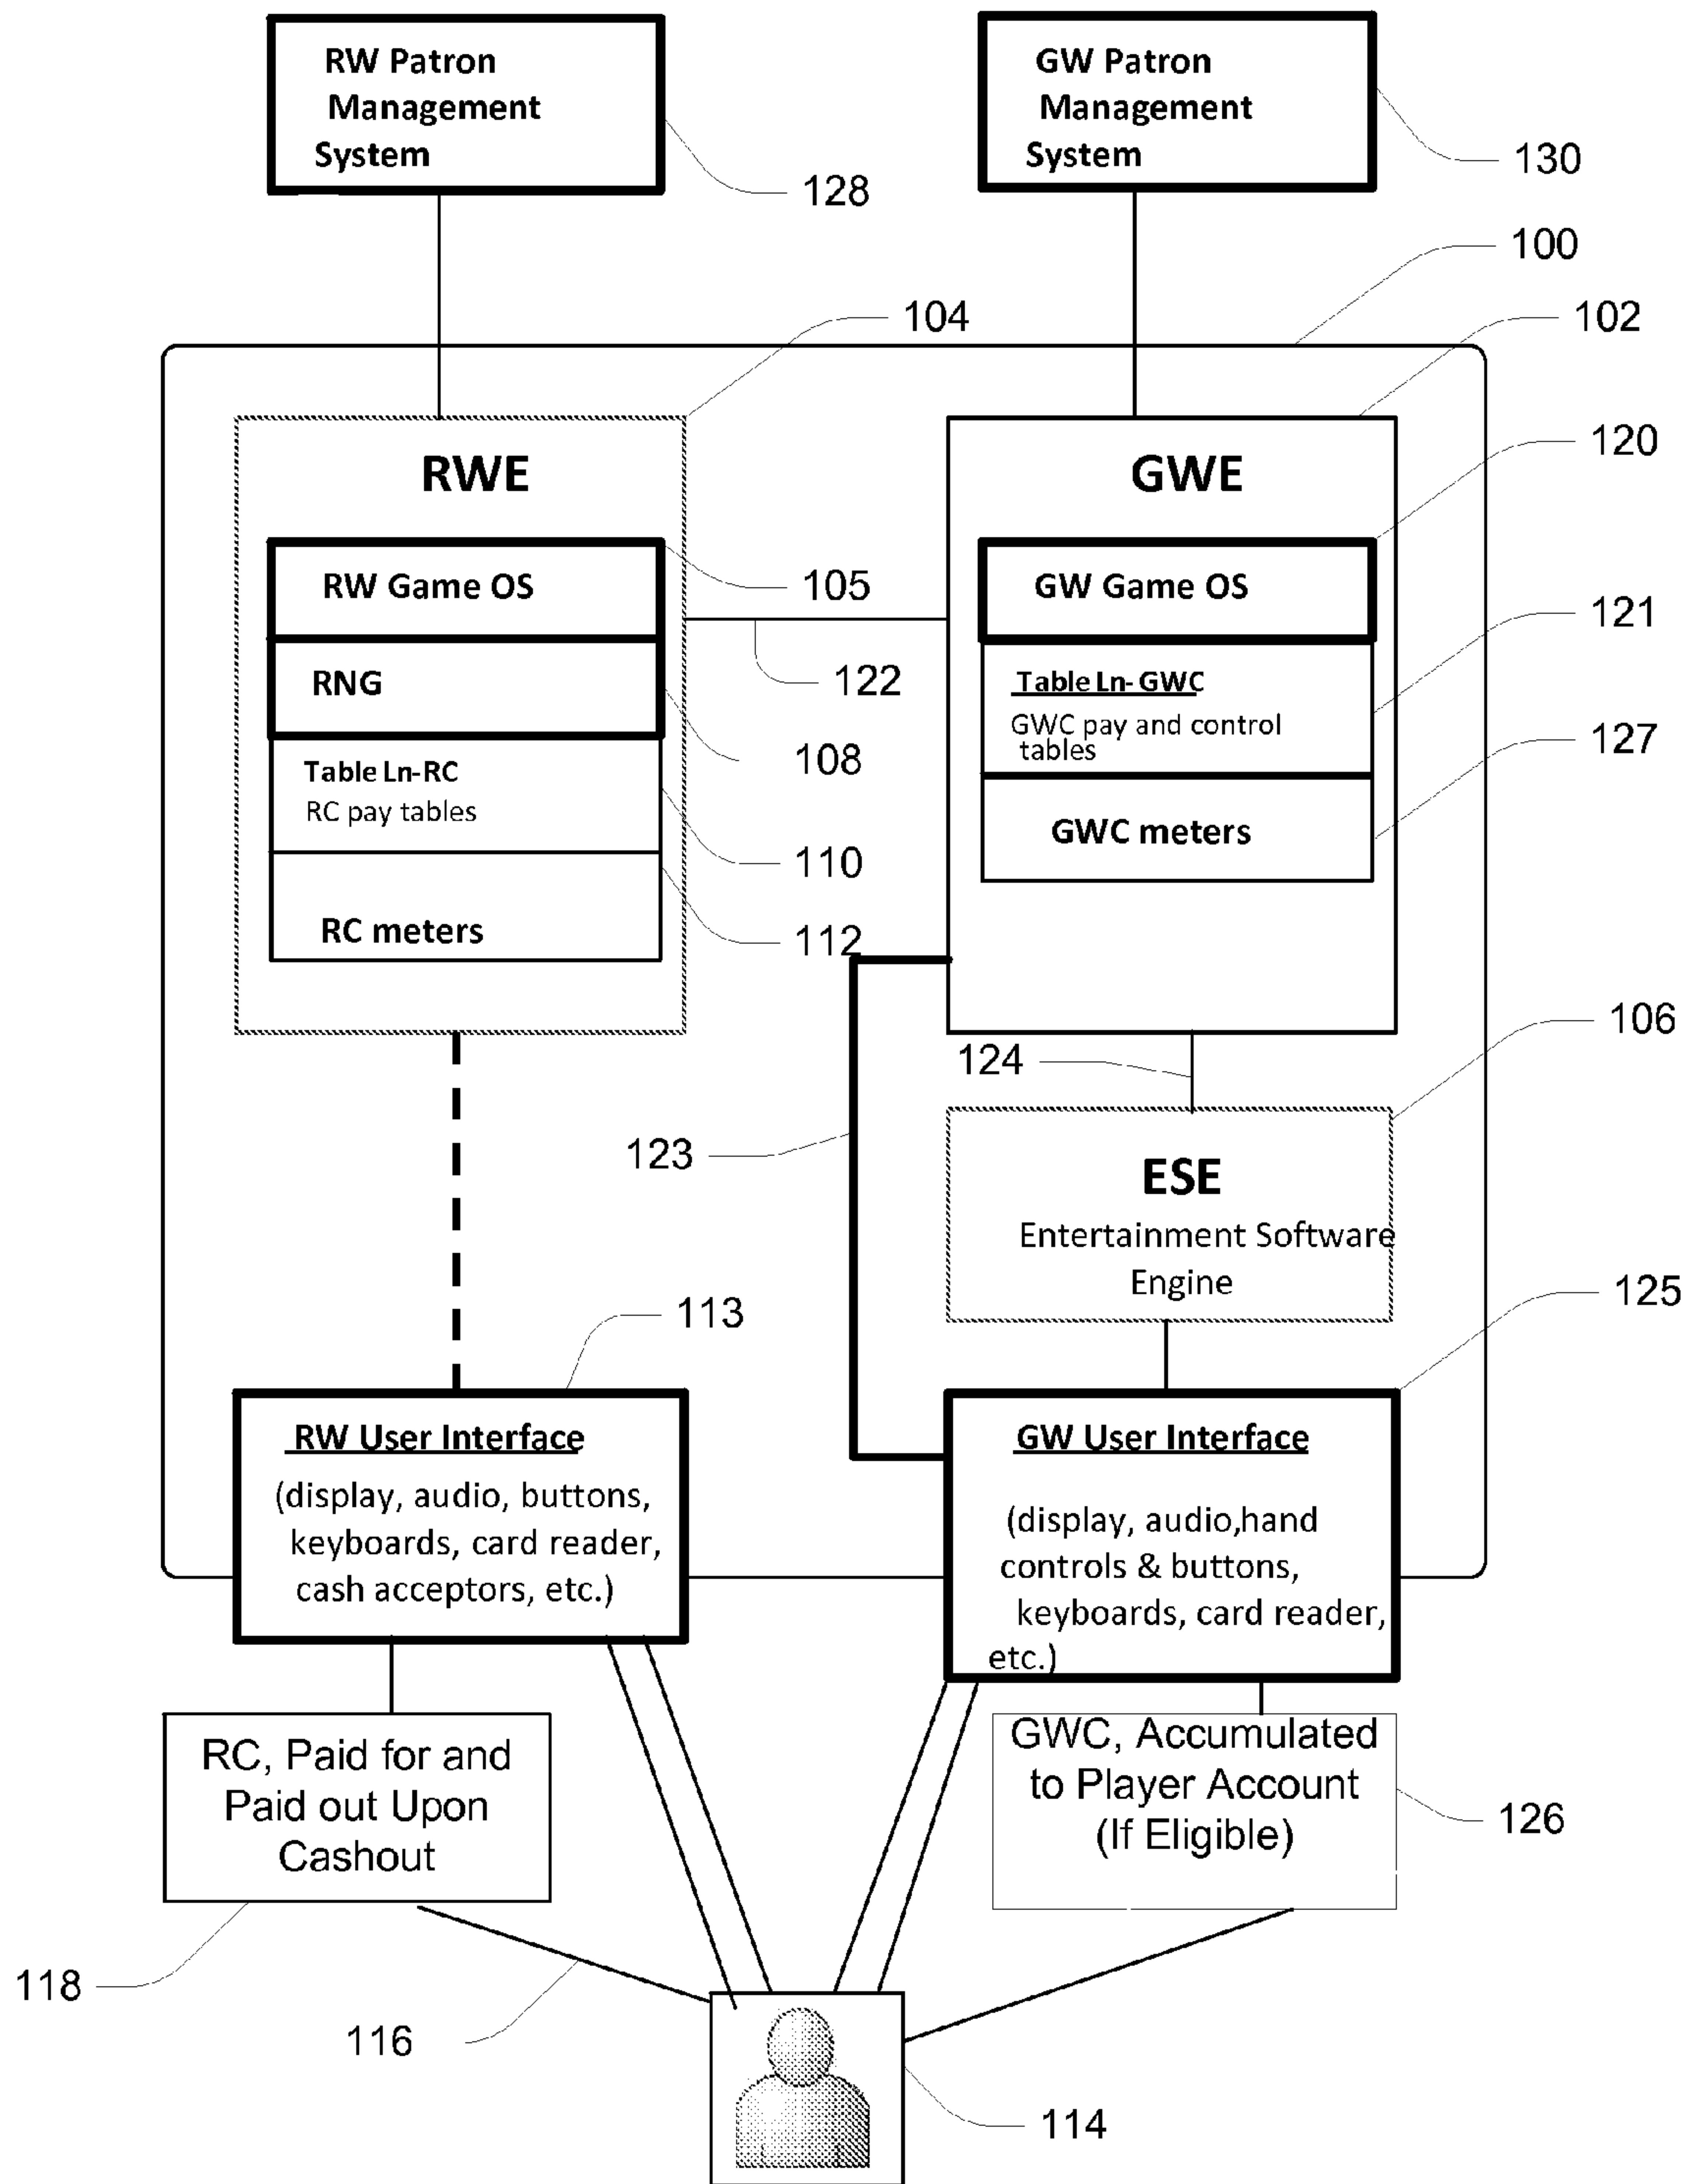 RW Patron
Management
System
128
GW Patron
Management
System
130
100
104
102
RWE
RW Game OS
105
RNG
108
Table Ln-RC
RC pay tables
110
RC meters
112
122
GWE
120
GW Game OS
121
Table Ln-GWC
GWC pay and control
tables
127
GWC meters
124
106
123
ESE
Entertainment Software
Engine
113
125
RW User Interface
(display, audio, buttons,
keyboards, card reader,
cash acceptors, etc.)
GW User Interface
(display, audio,hand
controls & buttons,
keyboards, card reader,
etc.)
RC, Paid for and
Paid out Upon
Cashout
118
GWC, Accumulated
to Player Account
(If Eligible)
126
116
114